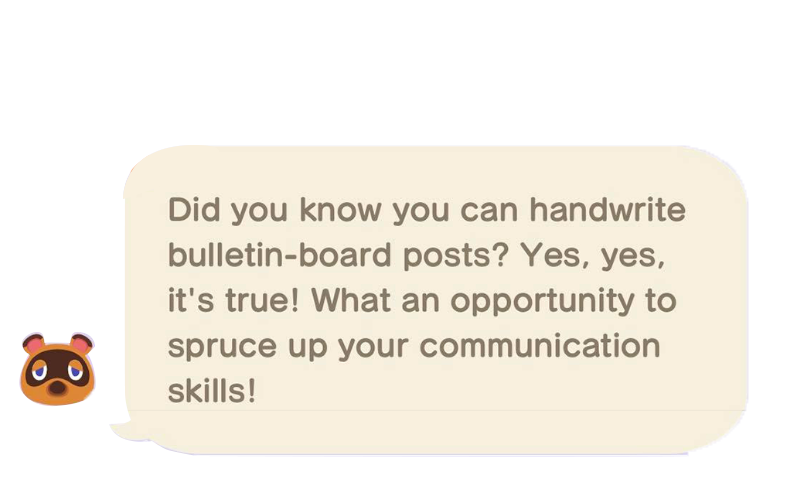 Did you know you can handwrite
bulletin-board posts? Yes, yes,
it's true! What an opportunity to
spruce up your communication
skills!